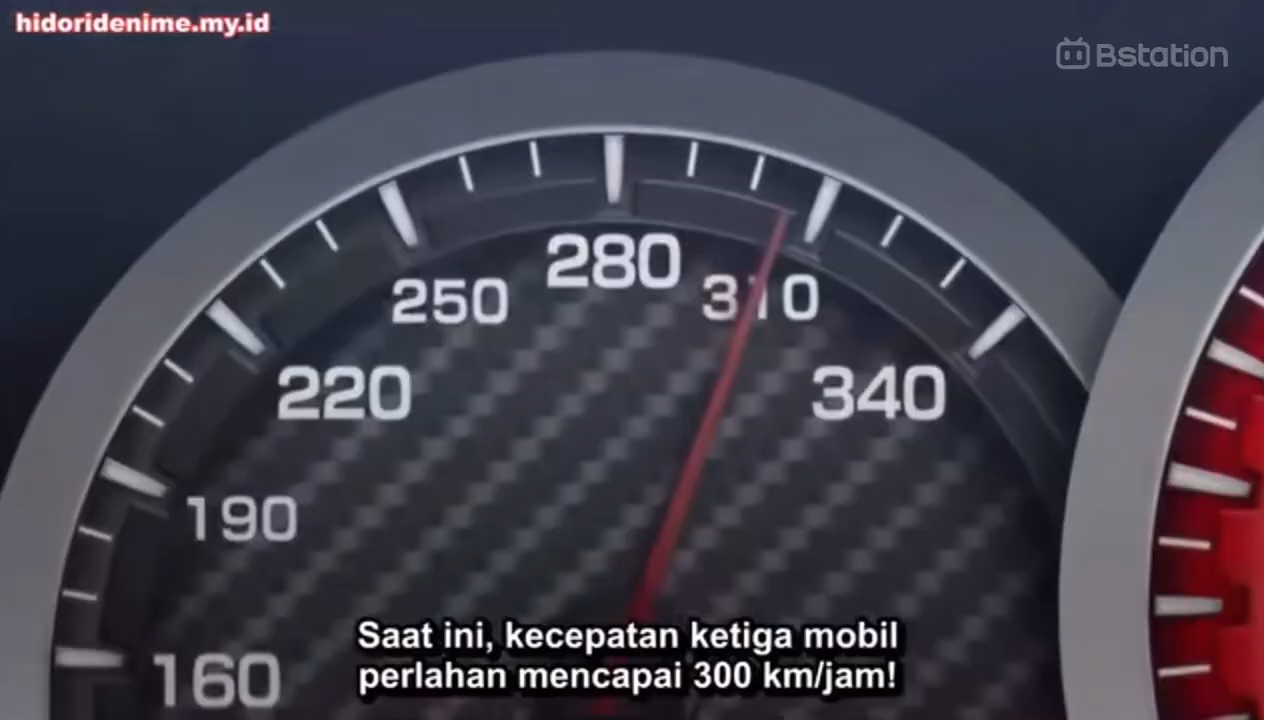 hidoridenime.my.id
Bstation
280
250
310
220
340
190
160
Saat ini, kecepatan ketiga mobil
perlahan mencapai 300 km/jam!